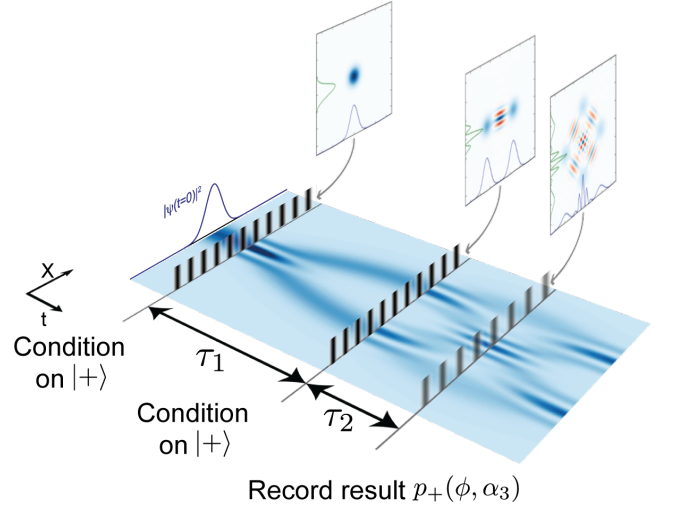 |ψ(t=0)|²
X
t
Condition
on |+⟩
τ₁
Condition
on |+⟩
τ₂
Record result p₊(ϕ, α₃)